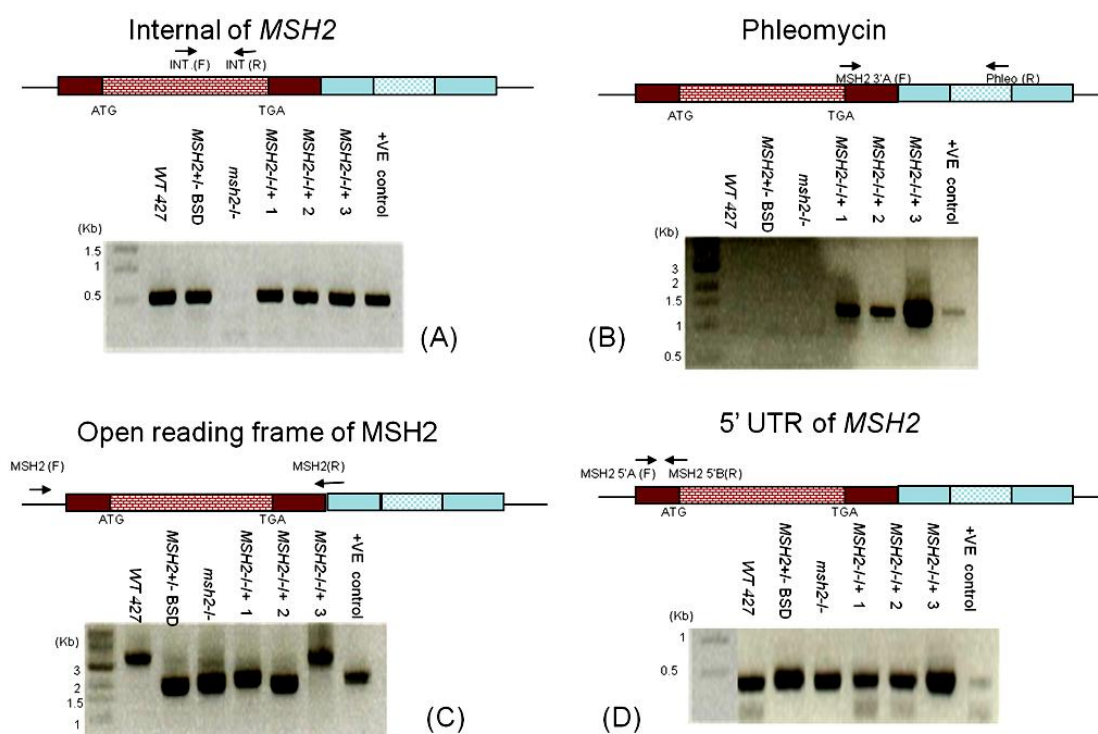 Internal of MSH2
INT .(F) INT (R)
ATG TGA
WT 427
MSH2+/- BSD
msh2-/-
MSH2-/-/+ 1
MSH2-/-/+ 2
MSH2-/-/+ 3
+VE control
(Kb)
1.5
1
0.5
(A)
Phleomycin
MSH2 3'A (F) Phleo (R)
ATG TGA
WT 427
MSH2+/- BSD
msh2-/-
MSH2-/-/+ 1
MSH2-/-/+ 2
MSH2-/-/+ 3
+VE control
(Kb)
3
2
1.5
1
0.5
(B)
Open reading frame of MSH2
MSH2 (F) MSH2(R)
ATG TGA
WT 427
MSH2+/- BSD
msh2-/-
MSH2-/-/+ 1
MSH2-/-/+ 2
MSH2-/-/+ 3
+VE control
(Kb)
3
2
1.5
1
(C)
5' UTR of MSH2
MSH2 5'A (F) MSH2 5'B(R)
ATG TGA
WT 427
MSH2+/- BSD
msh2-/-
MSH2-/-/+ 1
MSH2-/-/+ 2
MSH2-/-/+ 3
+VE control
(Kb)
1
0.5
(D)